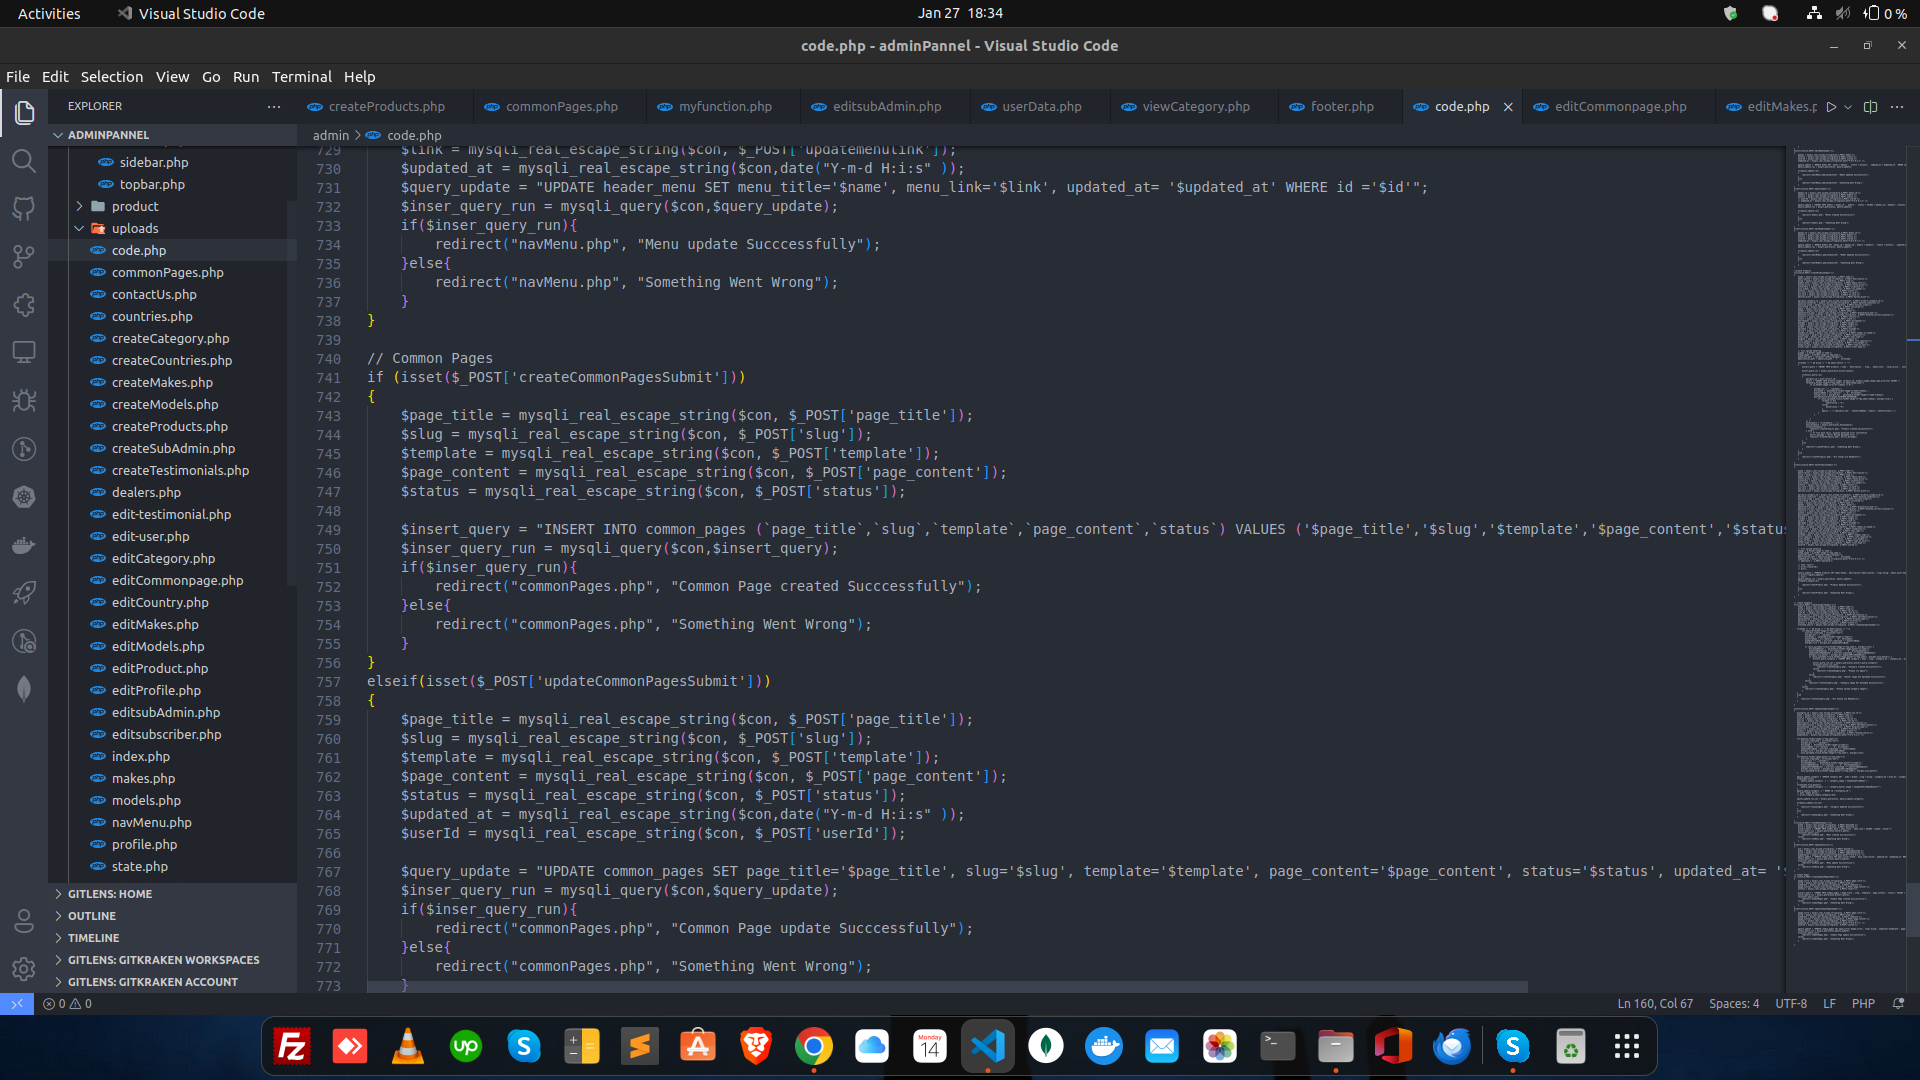 Activities
Visual Studio Code
Jan 27 18:34
0 %
code.php - adminPannel - Visual Studio Code
File Edit Selection View Go Run Terminal Help
EXPLORER
createProducts.php
commonPages.php
myfunction.php
editsubAdmin.php
userData.php
viewCategory.php
footer.php
code.php
editCommonpage.php
editMakes.p
ADMINPANNEL
admin > code.php
sidebar.php
topbar.php
product
uploads
code.php
commonPages.php
contactUs.php
countries.php
createCategory.php
createCountries.php
createMakes.php
createModels.php
createProducts.php
createSubAdmin.php
createTestimonials.php
dealers.php
edit-testimonial.php
edit-user.php
editCategory.php
editCommonpage.php
editCountry.php
editMakes.php
editModels.php
editProduct.php
editProfile.php
editsubAdmin.php
editsubscriber.php
index.php
makes.php
models.php
navMenu.php
profile.php
state.php
GITLENS: HOME
OUTLINE
TIMELINE
GITLENS: GITKRAKEN WORKSPACES
GITLENS: GITKRAKEN ACCOUNT
729 $link = mysqli_real_escape_string($con, $_POST['updatemenulink']);
730 $updated_at = mysqli_real_escape_string($con,date("Y-m-d H:i:s" ));
731 $query_update = "UPDATE header_menu SET menu_title='$name', menu_link='$link', updated_at= '$updated_at' WHERE id ='$id'";
732 $inser_query_run = mysqli_query($con,$query_update);
733 if($inser_query_run){
734 redirect("navMenu.php", "Menu update Succcessfully");
735 }else{
736 redirect("navMenu.php", "Something Went Wrong");
737 }
738 }
739
740 // Common Pages
741 if (isset($_POST['createCommonPagesSubmit']))
742 {
743 $page_title = mysqli_real_escape_string($con, $_POST['page_title']);
744 $slug = mysqli_real_escape_string($con, $_POST['slug']);
745 $template = mysqli_real_escape_string($con, $_POST['template']);
746 $page_content = mysqli_real_escape_string($con, $_POST['page_content']);
747 $status = mysqli_real_escape_string($con, $_POST['status']);
748
749 $insert_query = "INSERT INTO common_pages (`page_title`,`slug`,`template`,`page_content`,`status`) VALUES ('$page_title','$slug','$template','$page_content','$statu
750 $inser_query_run = mysqli_query($con,$insert_query);
751 if($inser_query_run){
752 redirect("commonPages.php", "Common Page created Succcessfully");
753 }else{
754 redirect("commonPages.php", "Something Went Wrong");
755 }
756 }
757 elseif(isset($_POST['updateCommonPagesSubmit']))
758 {
759 $page_title = mysqli_real_escape_string($con, $_POST['page_title']);
760 $slug = mysqli_real_escape_string($con, $_POST['slug']);
761 $template = mysqli_real_escape_string($con, $_POST['template']);
762 $page_content = mysqli_real_escape_string($con, $_POST['page_content']);
763 $status = mysqli_real_escape_string($con, $_POST['status']);
764 $updated_at = mysqli_real_escape_string($con,date("Y-m-d H:i:s" ));
765 $userId = mysqli_real_escape_string($con, $_POST['userId']);
766
767 $query_update = "UPDATE common_pages SET page_title='$page_title', slug='$slug', template='$template', page_content='$page_content', status='$status', updated_at= '$
768 $inser_query_run = mysqli_query($con,$query_update);
769 if($inser_query_run){
770 redirect("commonPages.php", "Common Page update Succcessfully");
771 }else{
772 redirect("commonPages.php", "Something Went Wrong");
773 }
0 0
Ln 160, Col 67
Spaces: 4
UTF-8
LF
PHP
Fz
up
S
Monday
14
S